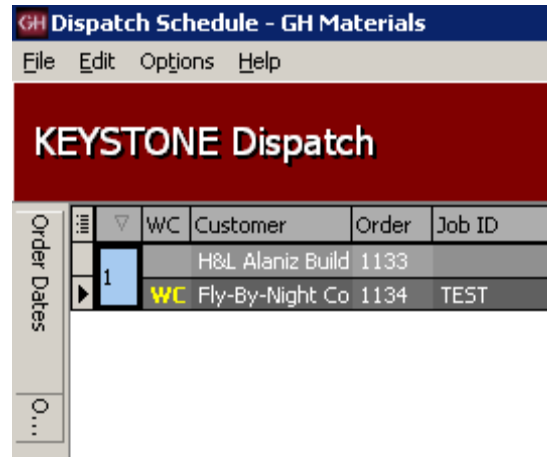 GH Dispatch Schedule - GH Materials
File Edit Options Help
KEYSTONE Dispatch
Order Dates
O...
WC Customer Order Job ID
1
H&L Alaniz Build 1133
WC Fly-By-Night Co 1134 TEST